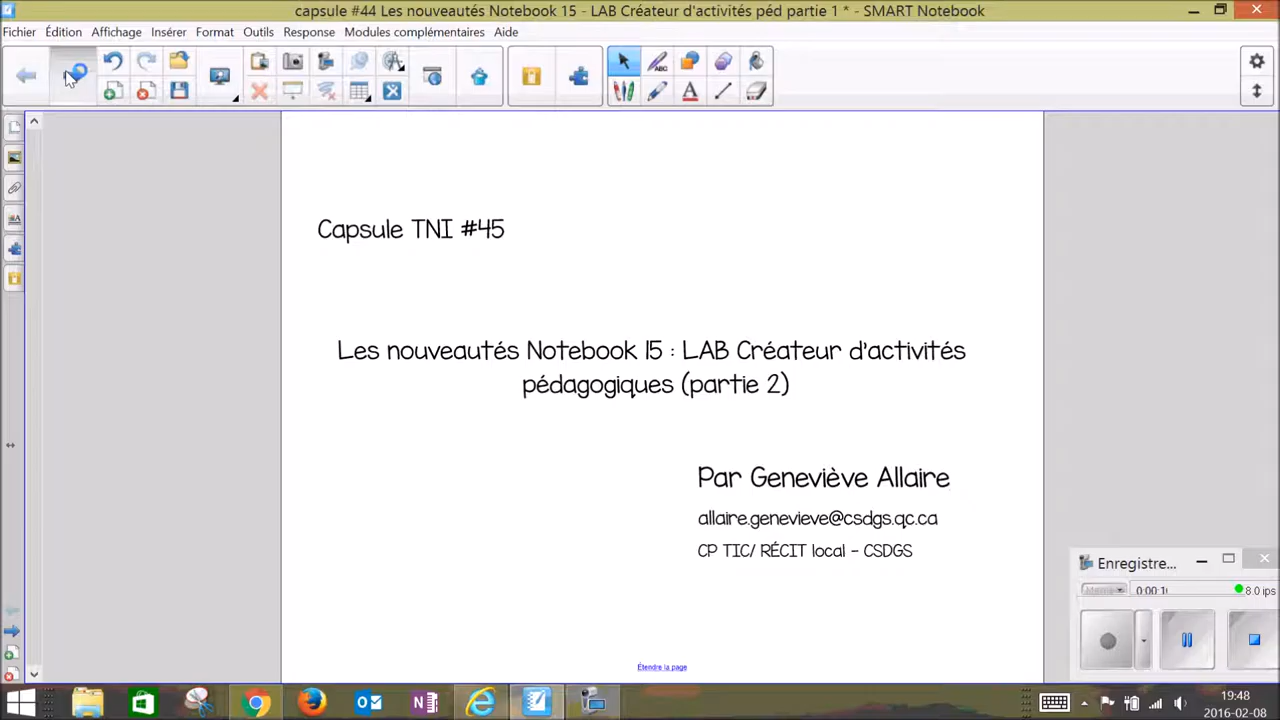 capsule #44 Les nouveautés Notebook 15 - LAB Créateur d'activités péd partie 1 * - SMART Notebook
Fichier Édition Affichage Insérer Format Outils Response Modules complémentaires Aide
Capsule TNI #45
Les nouveautés Notebook 15 : LAB Créateur d'activités
pédagogiques (partie 2)
Par Geneviève Allaire
allaire.genevieve@csdgs.qc.ca
CP TIC/ RÉCIT local - CSDGS
Enregistre...
8.0 ips
Étendre la page
19:48
2016-02-08